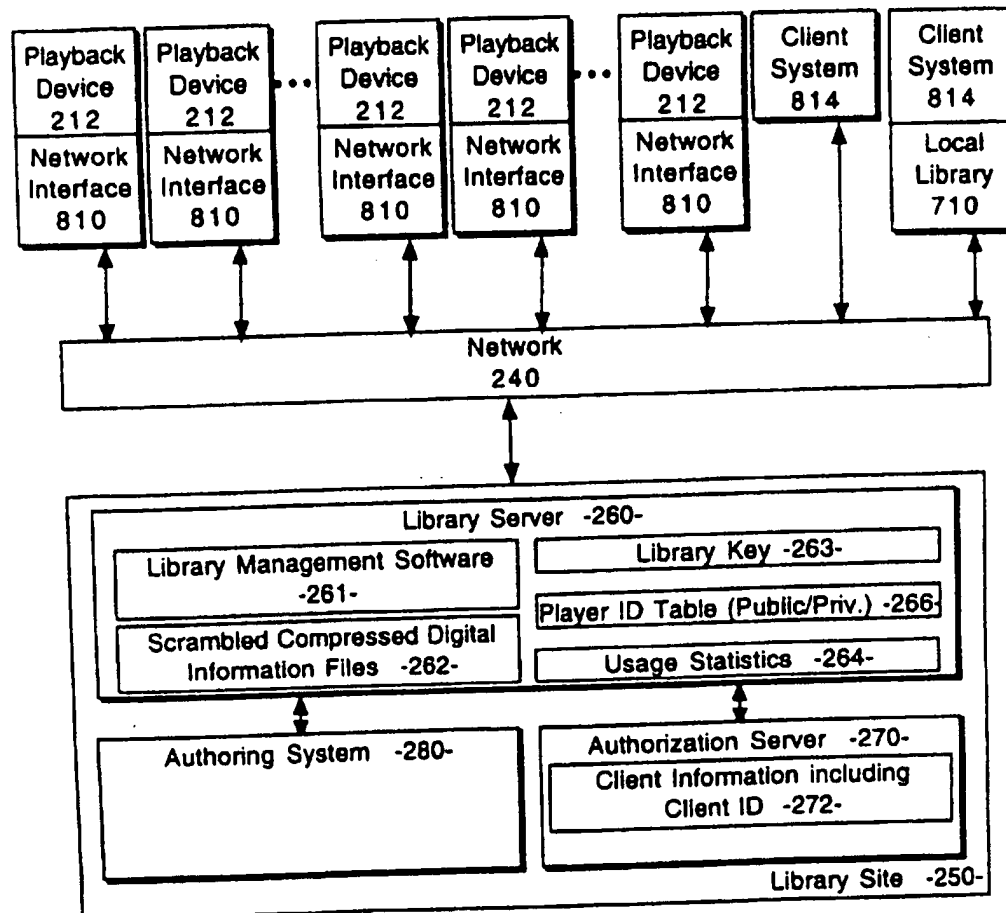 Playback
Device
212
Network
Interface
810
Playback
Device
212
Network
Interface
810
Playback
Device
212
Network
Interface
810
Playback
Device
212
Network
Interface
810
Playback
Device
212
Network
Interface
810
Client
System
814
Client
System
814
Local
Library
710
Network
240
Library Server -260-
Library Management Software
-261-
Scrambled Compressed Digital
Information Files -262-
Library Key -263-
Player ID Table (Public/Priv.) -266-
Usage Statistics -264-
Authoring System -280-
Authorization Server -270-
Client Information including
Client ID -272-
Library Site -250-